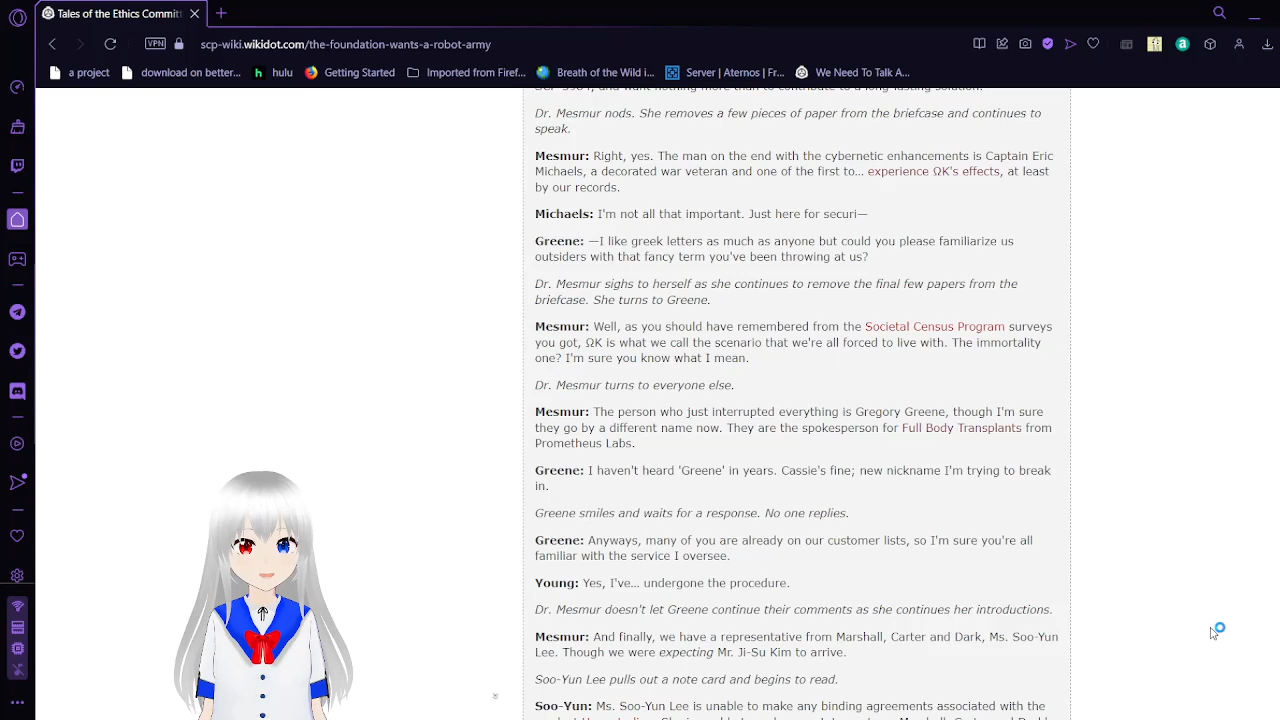 Tales of the Ethics Committ
scp-wiki.wikidot.com/the-foundation-wants-a-robot-army
VPN
a project
download on better...
hulu
Getting Started
Imported from Firef...
Breath of the Wild i...
Server | Aternos | Fr...
We Need To Talk A...
Dr. Mesmur nods. She removes a few pieces of paper from the briefcase and continues to
speak.
Mesmur: Right, yes. The man on the end with the cybernetic enhancements is Captain Eric
Michaels, a decorated war veteran and one of the first to… experience ΩK's effects, at least
by our records.
Michaels: I'm not all that important. Just here for securi—
Greene: —I like greek letters as much as anyone but could you please familiarize us
outsiders with that fancy term you've been throwing at us?
Dr. Mesmur sighs to herself as she continues to remove the final few papers from the
briefcase. She turns to Greene.
Mesmur: Well, as you should have remembered from the Societal Census Program surveys
you got, ΩK is what we call the scenario that we're all forced to live with. The immortality
one? I'm sure you know what I mean.
Dr. Mesmur turns to everyone else.
Mesmur: The person who just interrupted everything is Gregory Greene, though I'm sure
they go by a different name now. They are the spokesperson for Full Body Transplants from
Prometheus Labs.
Greene: I haven't heard 'Greene' in years. Cassie's fine; new nickname I'm trying to break
in.
Greene smiles and waits for a response. No one replies.
Greene: Anyways, many of you are already on our customer lists, so I'm sure you're all
familiar with the service I oversee.
Young: Yes, I've… undergone the procedure.
Dr. Mesmur doesn't let Greene continue their comments as she continues her introductions.
Mesmur: And finally, we have a representative from Marshall, Carter and Dark, Ms. Soo-Yun
Lee. Though we were expecting Mr. Ji-Su Kim to arrive.
Soo-Yun Lee pulls out a note card and begins to read.
Soo-Yun: Ms. Soo-Yun Lee is unable to make any binding agreements associated with the